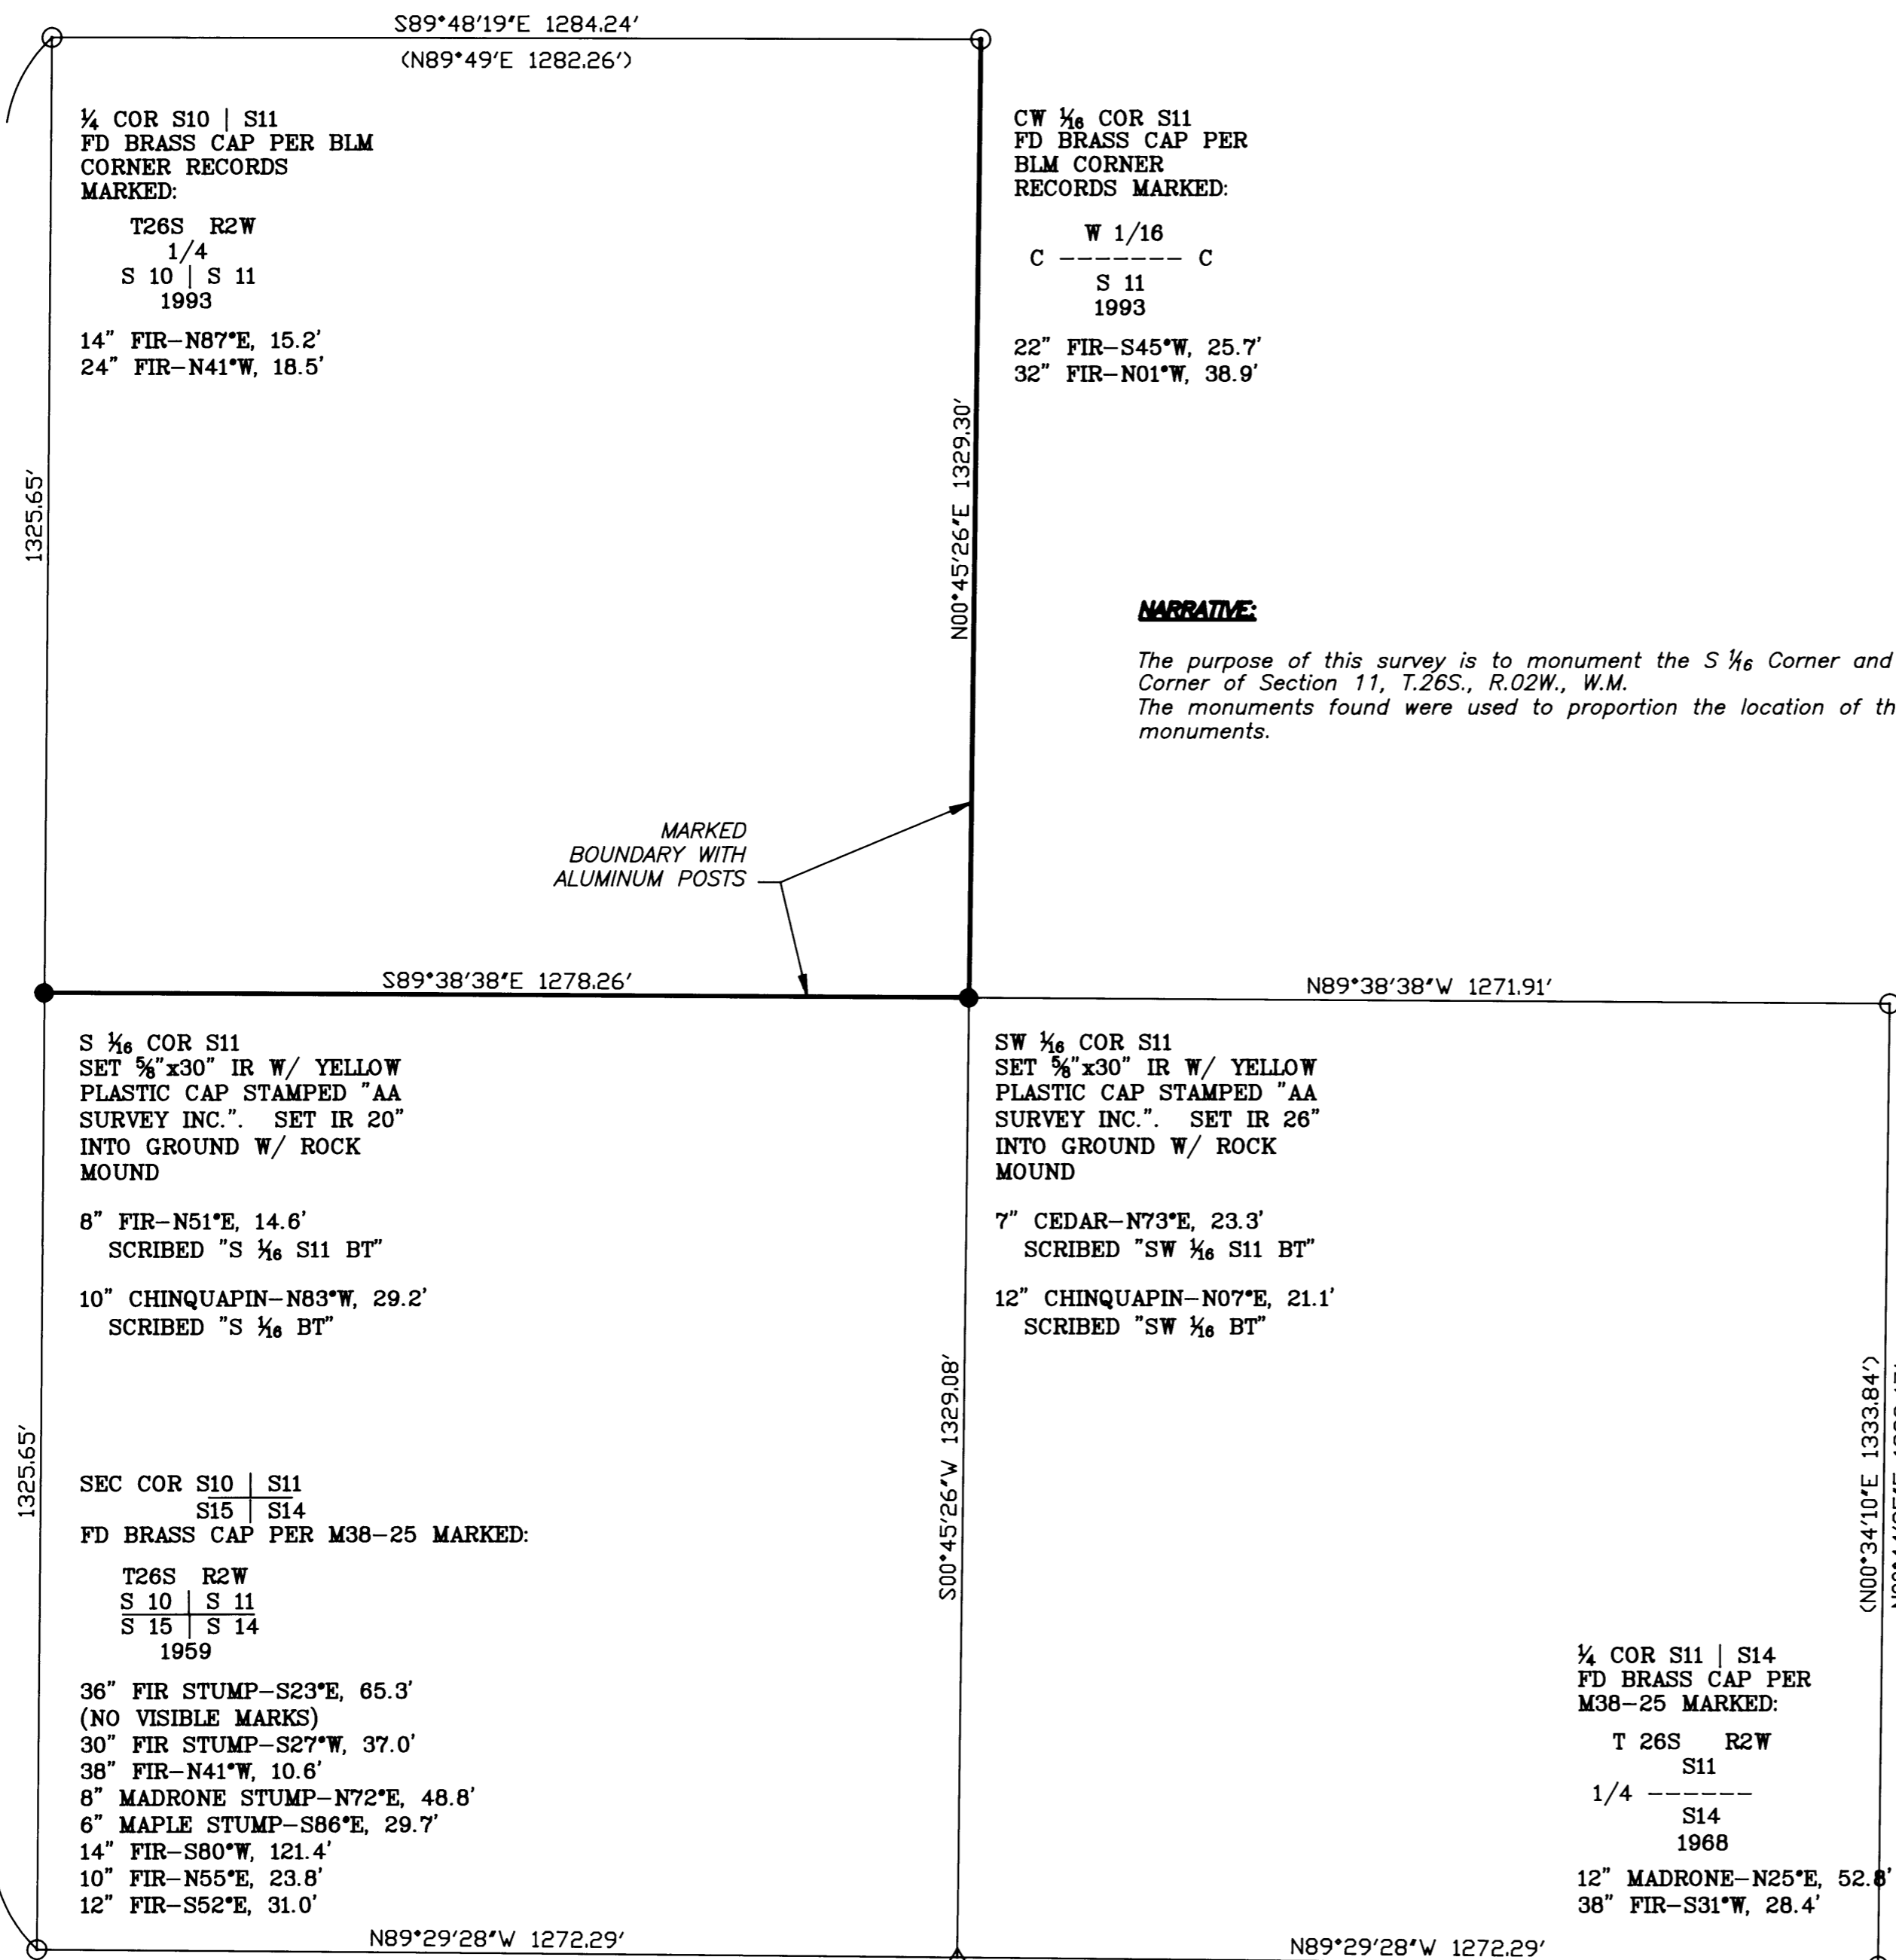 S89°48'19"E 1284.24'
(N89°49'E 1282.26')
¼ COR S10 | S11
FD BRASS CAP PER BLM
CORNER RECORDS
MARKED:
T26S R2W
1/4
S 10 | S 11
1993
14" FIR-N87°E, 15.2'
24" FIR-N41°W, 18.5'
CW 1/16 COR S11
FD BRASS CAP PER
BLM CORNER
RECORDS MARKED:
W 1/16
C ------- C
S 11
1993
22" FIR-S45°W, 25.7'
32" FIR-N01°W, 38.9'
1325.65'
N00°45'26"E 1329.30'
NARRATIVE:
The purpose of this survey is to monument the S 1/16 Corner and
Corner of Section 11, T.26S., R.02W., W.M.
The monuments found were used to proportion the location of
monuments.
MARKED
BOUNDARY WITH
ALUMINUM POSTS
S89°38'38"E 1278.26'
N89°38'38"W 1271.91'
S 1/16 COR S11
SET ⅝"x30" IR W/ YELLOW
PLASTIC CAP STAMPED "AA
SURVEY INC.". SET IR 20"
INTO GROUND W/ ROCK
MOUND
8" FIR-N51°E, 14.6'
SCRIBED "S 1/16 S11 BT"
10" CHINQUAPIN-N83°W, 29.2'
SCRIBED "S 1/16 BT"
SW 1/16 COR S11
SET ⅝"x30" IR W/ YELLOW
PLASTIC CAP STAMPED "AA
SURVEY INC.". SET IR 26"
INTO GROUND W/ ROCK
MOUND
7" CEDAR-N73°E, 23.3'
SCRIBED "SW 1/16 S11 BT"
12" CHINQUAPIN-N07°E, 21.1'
SCRIBED "SW 1/16 BT"
1325.65'
S00°45'26"W 1329.08'
(N00°34'10"E 1333.84')
SEC COR S10 | S11
S15 | S14
FD BRASS CAP PER M38-25 MARKED:
T26S R2W
S 10 | S 11
S 15 | S 14
1959
36" FIR STUMP-S23°E, 65.3'
(NO VISIBLE MARKS)
30" FIR STUMP-S27°W, 37.0'
38" FIR-N41°W, 10.6'
8" MADRONE STUMP-N72°E, 48.8'
6" MAPLE STUMP-S86°E, 29.7'
14" FIR-S80°W, 121.4'
10" FIR-N55°E, 23.8'
12" FIR-S52°E, 31.0'
¼ COR S11 | S14
FD BRASS CAP PER
M38-25 MARKED:
T 26S R2W
S11
1/4 ------
S14
1968
12" MADRONE-N25°E, 52.8'
38" FIR-S31°W, 28.4'
N89°29'28"W 1272.29'
N89°29'28"W 1272.29'